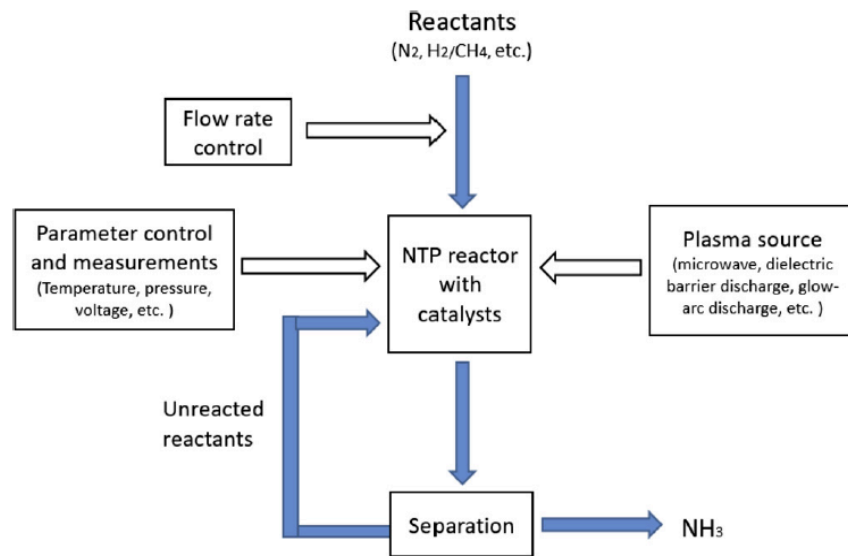 Reactants
(N₂, H₂/CH₄, etc.)
Flow rate
control
Parameter control
and measurements
(Temperature, pressure,
voltage, etc. )
NTP reactor
with
catalysts
Plasma source
(microwave, dielectric
barrier discharge, glow-
arc discharge, etc. )
Unreacted
reactants
Separation
NH₃